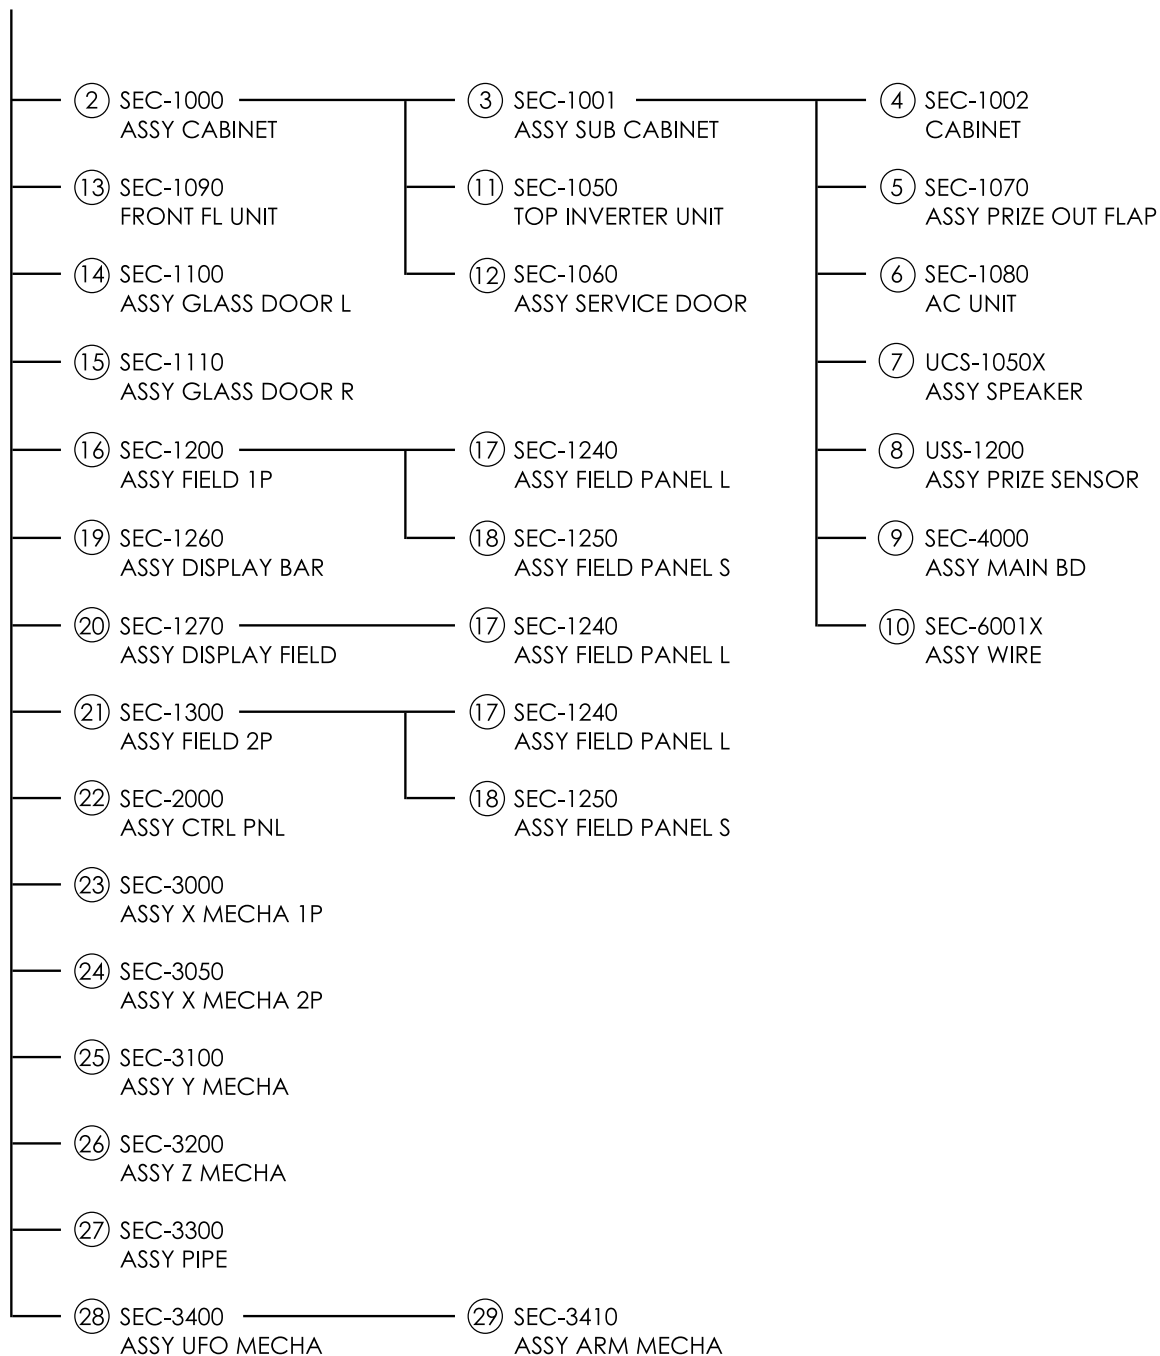 2 SEC-1000
ASSY CABINET
3 SEC-1001
ASSY SUB CABINET
4 SEC-1002
CABINET
13 SEC-1090
FRONT FL UNIT
11 SEC-1050
TOP INVERTER UNIT
5 SEC-1070
ASSY PRIZE OUT FLAP
14 SEC-1100
ASSY GLASS DOOR L
12 SEC-1060
ASSY SERVICE DOOR
6 SEC-1080
AC UNIT
15 SEC-1110
ASSY GLASS DOOR R
7 UCS-1050X
ASSY SPEAKER
16 SEC-1200
ASSY FIELD 1P
17 SEC-1240
ASSY FIELD PANEL L
8 USS-1200
ASSY PRIZE SENSOR
19 SEC-1260
ASSY DISPLAY BAR
18 SEC-1250
ASSY FIELD PANEL S
9 SEC-4000
ASSY MAIN BD
20 SEC-1270
ASSY DISPLAY FIELD
17 SEC-1240
ASSY FIELD PANEL L
10 SEC-6001X
ASSY WIRE
21 SEC-1300
ASSY FIELD 2P
17 SEC-1240
ASSY FIELD PANEL L
22 SEC-2000
ASSY CTRL PNL
18 SEC-1250
ASSY FIELD PANEL S
23 SEC-3000
ASSY X MECHA 1P
24 SEC-3050
ASSY X MECHA 2P
25 SEC-3100
ASSY Y MECHA
26 SEC-3200
ASSY Z MECHA
27 SEC-3300
ASSY PIPE
28 SEC-3400
ASSY UFO MECHA
29 SEC-3410
ASSY ARM MECHA